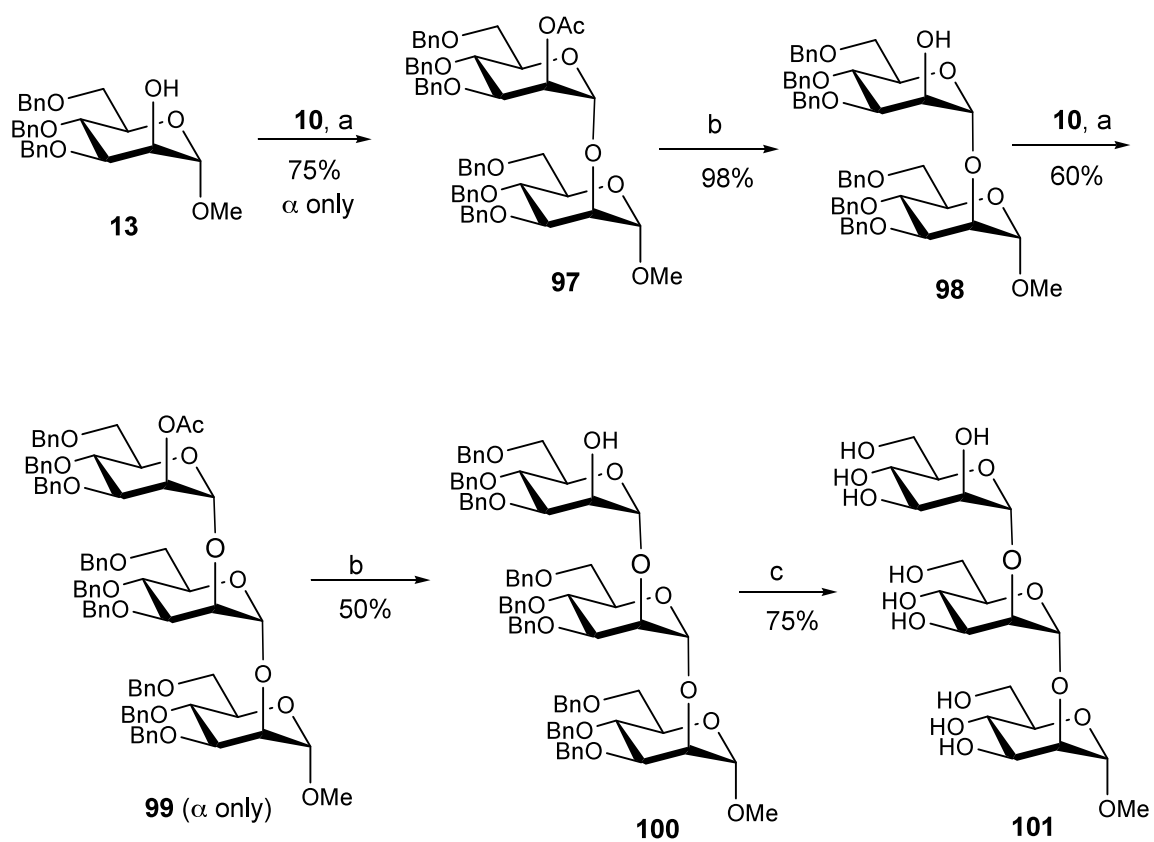 OAc
BnO
O
BnO
BnO
OH
BnO
O
BnO
BnO
OMe
13
10, a
75%
α only
O
BnO
O
BnO
BnO
OMe
97
b
98%
OH
BnO
O
BnO
BnO
O
BnO
O
BnO
BnO
OMe
98
10, a
60%
OAc
BnO
O
BnO
BnO
O
BnO
O
BnO
BnO
O
BnO
O
BnO
BnO
OMe
99 (α only)
b
50%
OH
BnO
O
BnO
BnO
O
BnO
O
BnO
BnO
O
BnO
O
BnO
BnO
OMe
100
c
75%
OH
HO
O
HO
HO
O
HO
O
HO
HO
O
HO
O
HO
HO
OMe
101